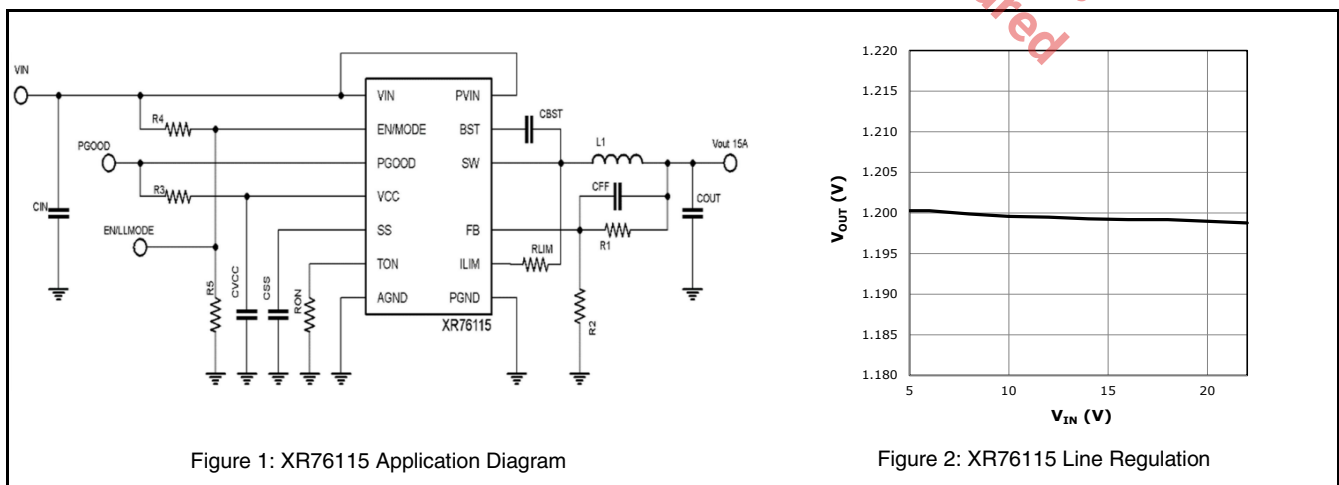 ared
VIN
R4
PGOOD
R3
CIN
EN/LLMODE
R5
CVCC
CSS
RON
VIN
EN/MODE
PGOOD
VCC
SS
TON
AGND
PVIN
BST
SW
FB
ILIM
PGND
XR76115
CBST
L1
Vout 15A
CFF
COUT
R1
RLIM
R2
Figure 1: XR76115 Application Diagram
1.220
1.215
1.210
1.205
1.200
1.195
1.190
1.185
1.180
VOUT (V)
5
10
15
20
VIN (V)
Figure 2: XR76115 Line Regulation